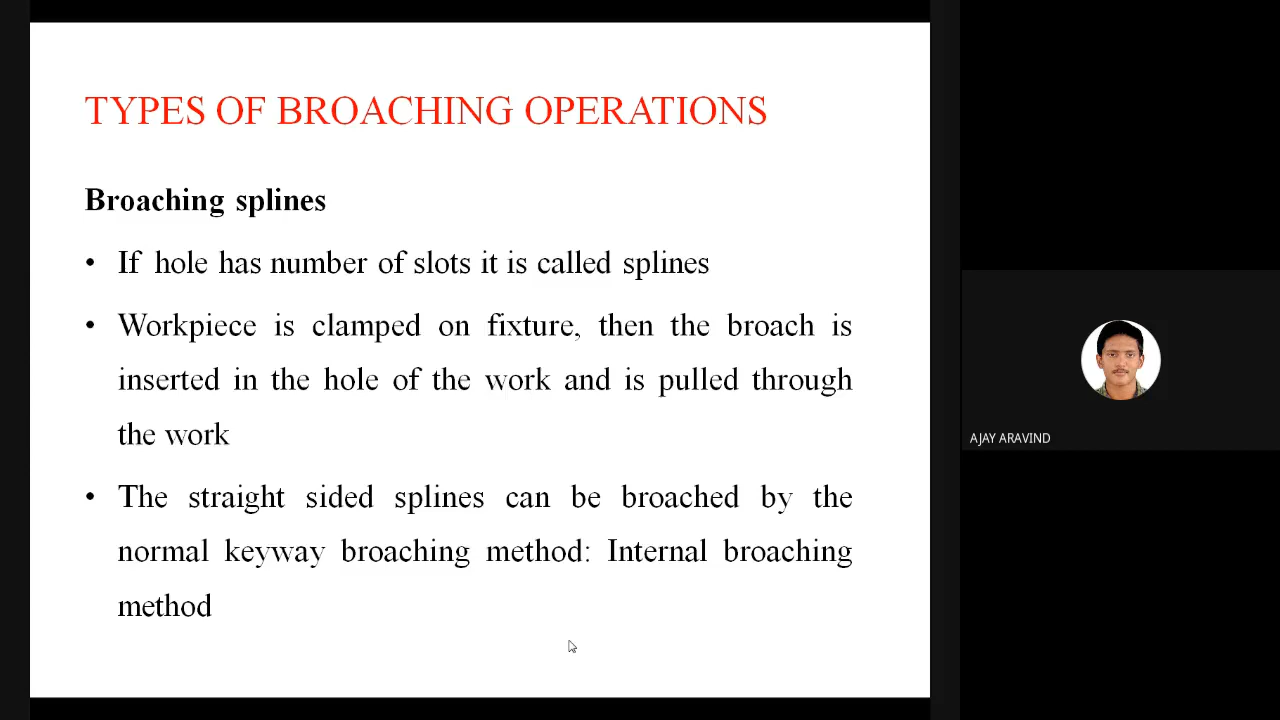 TYPES OF BROACHING OPERATIONS
Broaching splines
• If hole has number of slots it is called splines
• Workpiece is clamped on fixture, then the broach is
inserted in the hole of the work and is pulled through
the work
• The straight sided splines can be broached by the
normal keyway broaching method: Internal broaching
method
AJAY ARAVIND